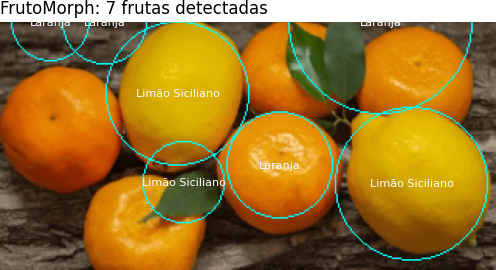 FrutoMorph: 7 frutas detectadas
Laranja Laranja Laranja
Limão Siciliano
Laranja
Limão Siciliano Limão Siciliano